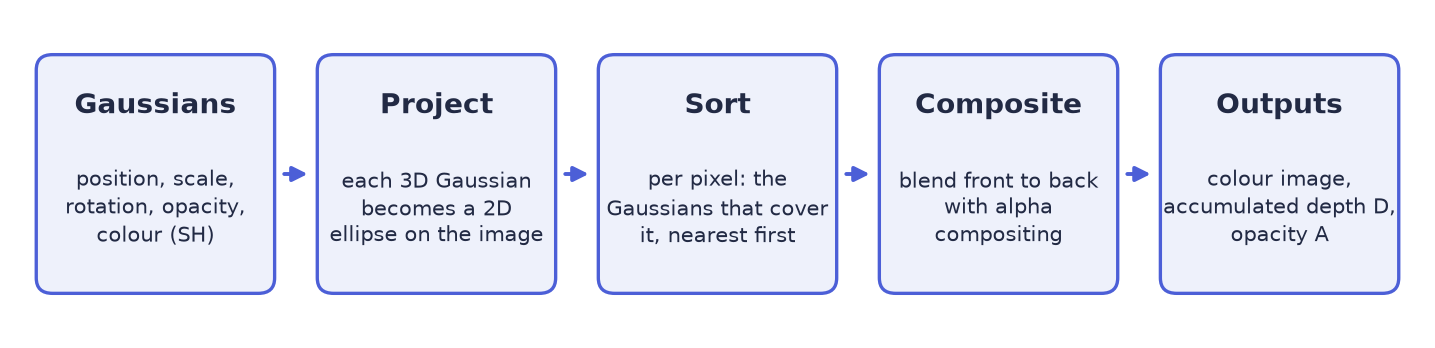 Gaussians
position, scale,
rotation, opacity,
colour (SH)
Project
each 3D Gaussian
becomes a 2D
ellipse on the image
Sort
per pixel: the
Gaussians that cover
it, nearest first
Composite
blend front to back
with alpha
compositing
Outputs
colour image,
accumulated depth D,
opacity A